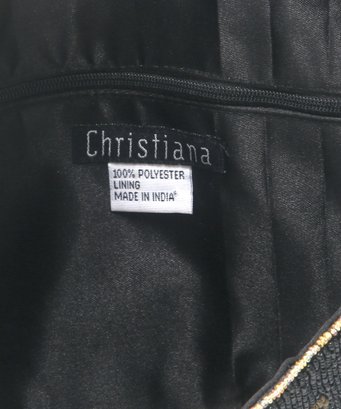 Christiana
100% POLYESTER
LINING
MADE IN INDIA